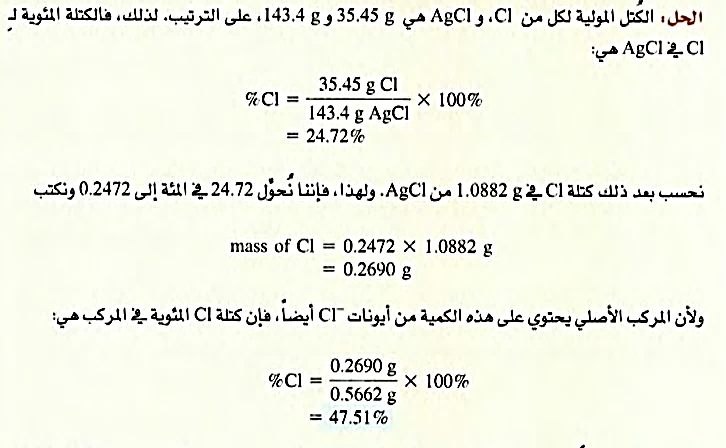 الحل: الكُتل المولية لكل من Cl، و AgCl هي 35.45 g و 143.4 g، على الترتيب. لذلك، فالكتلة المئوية لـ
Cl في AgCl هي:
%Cl = 35.45 g Cl / 143.4 g AgCl × 100%
= 24.72%
نحسب بعد ذلك كتلة Cl في 1.0882 g من AgCl. ولهذا، فإننا نُحوِّل 24.72 في المئة إلى 0.2472 ونكتب
mass of Cl = 0.2472 × 1.0882 g
= 0.2690 g
ولأن المركب الأصلي يحتوي على هذه الكمية من أيونات Cl⁻ أيضاً، فإن كتلة Cl المئوية في المركب هي:
%Cl = 0.2690 g / 0.5662 g × 100%
= 47.51%